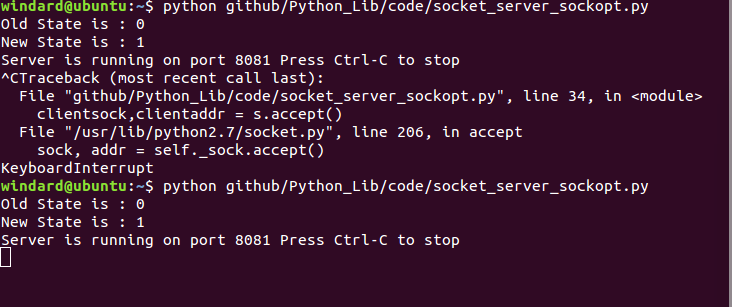 windard@ubuntu:~$ python github/Python_Lib/code/socket_server_sockopt.py
Old State is : 0
New State is : 1
Server is running on port 8081 Press Ctrl-C to stop
^CTraceback (most recent call last):
  File "github/Python_Lib/code/socket_server_sockopt.py", line 34, in <module>
    clientsock,clientaddr = s.accept()
  File "/usr/lib/python2.7/socket.py", line 206, in accept
    sock, addr = self._sock.accept()
KeyboardInterrupt
windard@ubuntu:~$ python github/Python_Lib/code/socket_server_sockopt.py
Old State is : 0
New State is : 1
Server is running on port 8081 Press Ctrl-C to stop